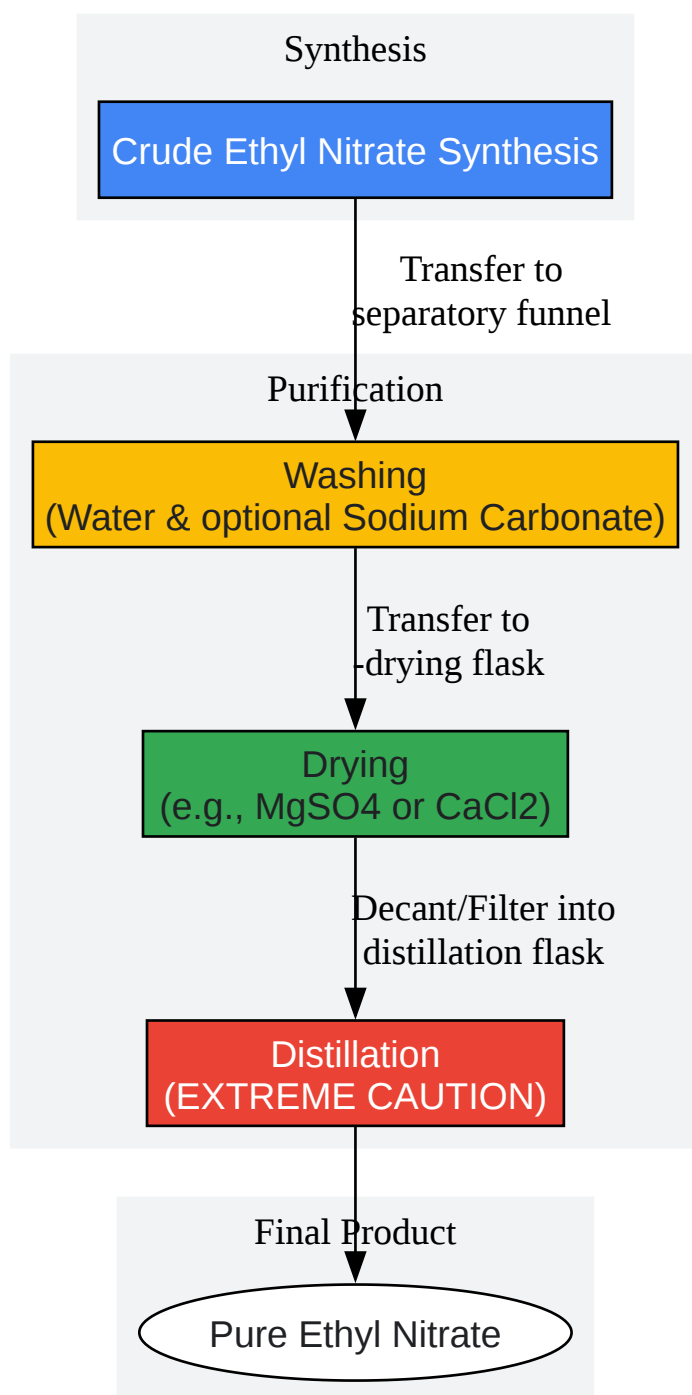 Synthesis
Crude Ethyl Nitrate Synthesis
Transfer to
separatory funnel
Purification
Washing
(Water & optional Sodium Carbonate)
Transfer to
-drying flask
Drying
(e.g., MgSO4 or CaCl2)
Decant/Filter into
distillation flask
Distillation
(EXTREME CAUTION)
Final Product
Pure Ethyl Nitrate